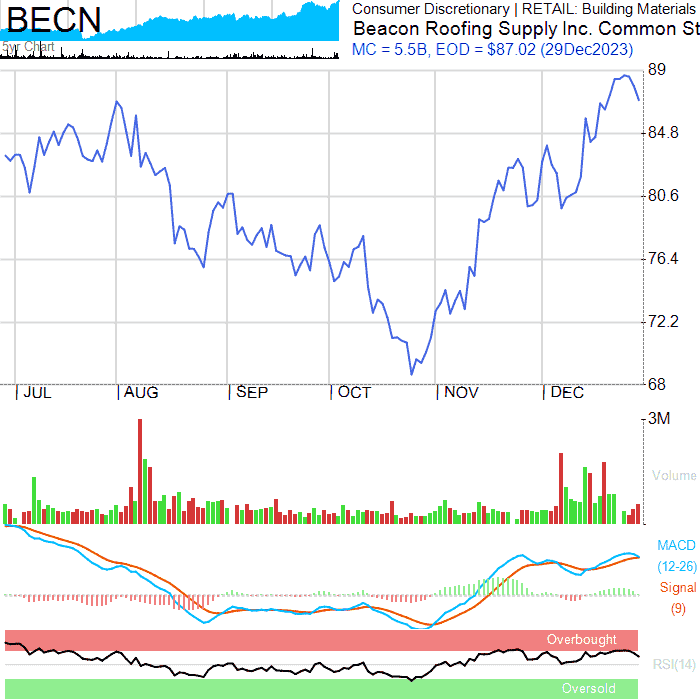 BECN
5yr Chart
Consumer Discretionary | RETAIL: Building Materials
Beacon Roofing Supply Inc. Common St
MC = 5.5B, EOD = $87.02 (29Dec2023)
89
84.8
80.6
76.4
72.2
68
JUL AUG SEP OCT NOV DEC
3M
Volume
MACD
(12-26)
Signal
(9)
Overbought
RSI(14)
Oversold